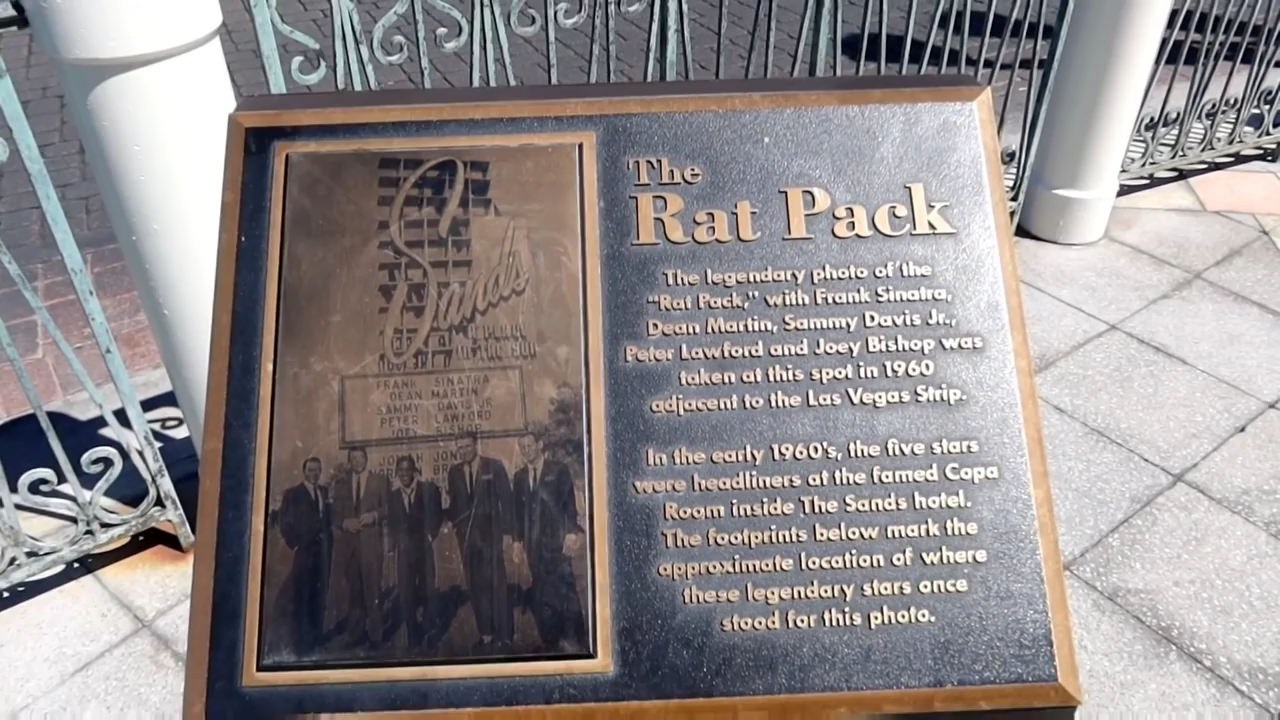 Sands
A PLACE
IN THE SUN
FRANK SINATRA
DEAN MARTIN
SAMMY DAVIS JR
PETER LAWFORD
JOEY BISHOP
The
Rat Pack
The legendary photo of the
“Rat Pack,” with Frank Sinatra,
Dean Martin, Sammy Davis Jr.,
Peter Lawford and Joey Bishop was
taken at this spot in 1960
adjacent to the Las Vegas Strip.
In the early 1960's, the five stars
were headliners at the famed Copa
Room inside The Sands hotel.
The footprints below mark the
approximate location of where
these legendary stars once
stood for this photo.